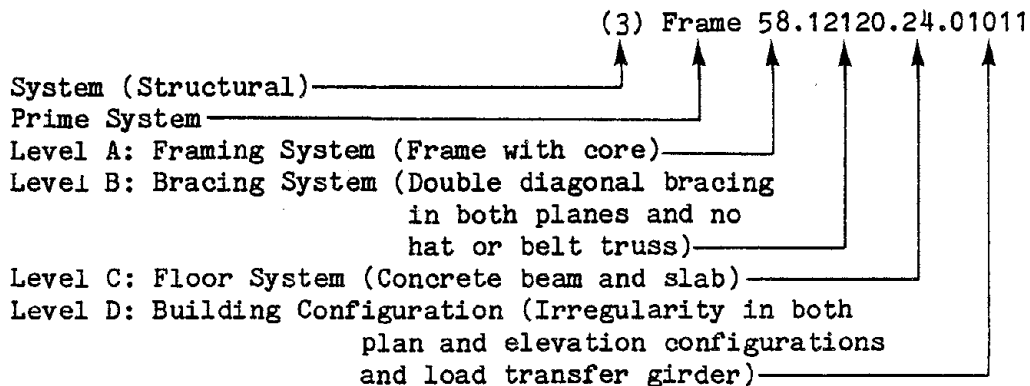 (3) Frame 58.12120.24.01011
System (Structural)
Prime System
Level A: Framing System (Frame with core)
Level B: Bracing System (Double diagonal bracing
in both planes and no
hat or belt truss)
Level C: Floor System (Concrete beam and slab)
Level D: Building Configuration (Irregularity in both
plan and elevation configurations
and load transfer girder)